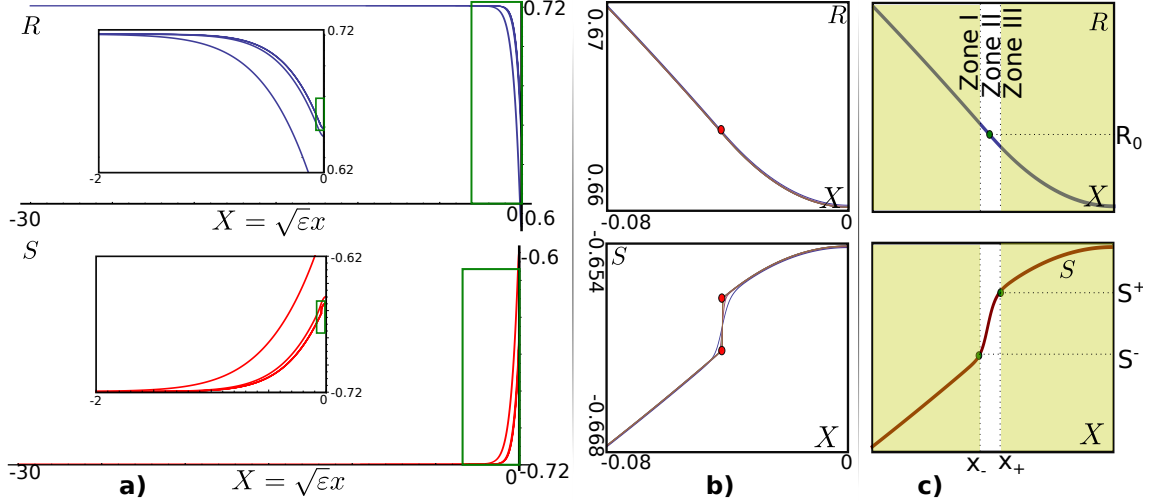 R
0.72
0.72
0.62
-2
0
-30
X = √εx
0
0.6
S
-0.6
-0.62
-0.72
-2
0
-30
X = √εx
0
-0.72
a)
R
0.67
0.66
X
-0.08
0
S
-0.654
-0.668
X
-0.08
0
b)
R
Zone I
Zone II
Zone III
R₀
X
S
S⁺
S⁻
X
x₋
x₊
c)